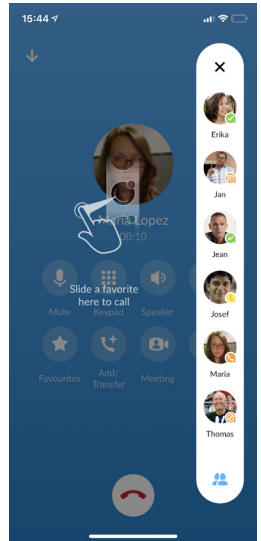 15:44
Erika
Jan
Maria Lopez
00:10
Jean
Slide a favorite
here to call
Mute
Keypad
Speaker
Josef
Favourites
Add/
Transfer
Meeting
Maria
Thomas